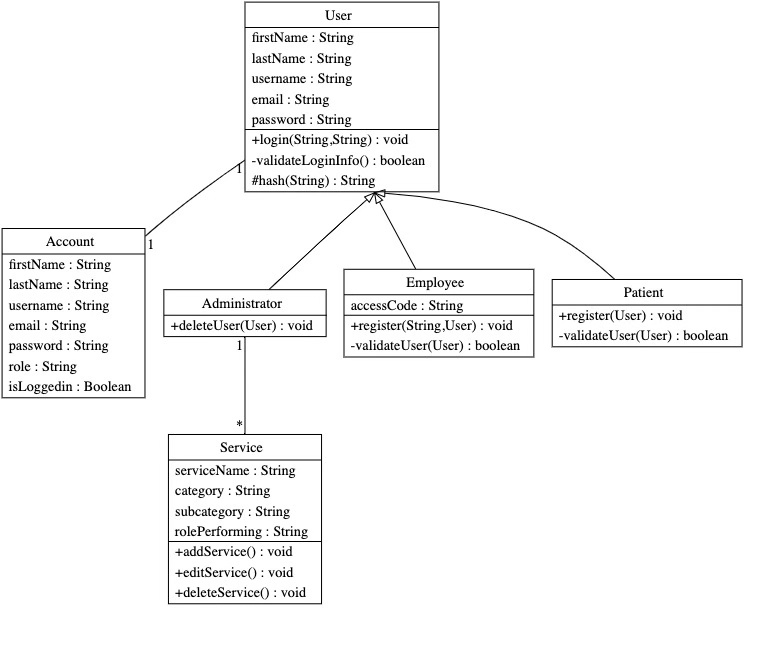 User
firstName : String
lastName : String
username : String
email : String
password : String
+login(String,String) : void
-validateLoginInfo() : boolean
#hash(String) : String
1
1
Account
firstName : String
lastName : String
username : String
email : String
password : String
role : String
isLoggedin : Boolean
Administrator
+deleteUser(User) : void
Employee
accessCode : String
+register(String,User) : void
-validateUser(User) : boolean
Patient
+register(User) : void
-validateUser(User) : boolean
1
*
Service
serviceName : String
category : String
subcategory : String
rolePerforming : String
+addService() : void
+editService() : void
+deleteService() : void